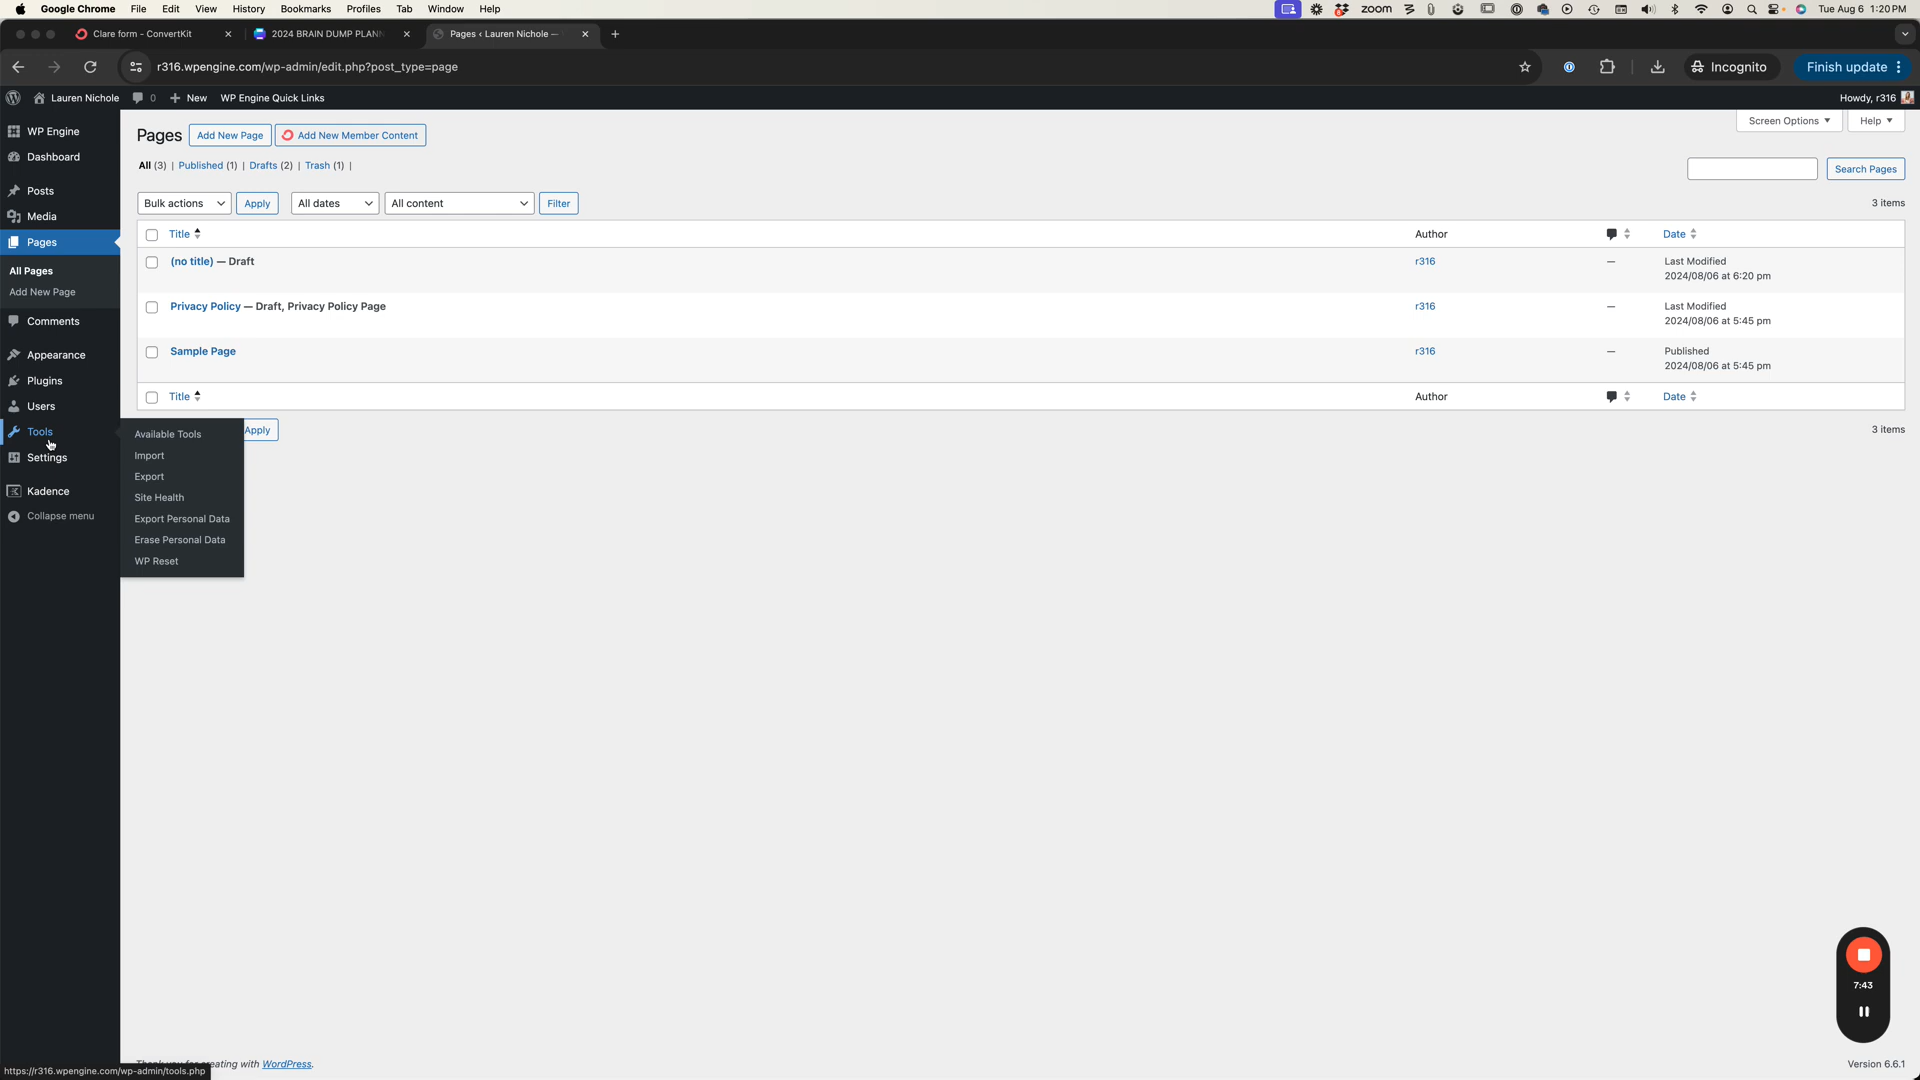 Google Chrome File Edit View History Bookmarks Profiles Tab Window Help zoom Tue Aug 6 1:20 PM
Clare form - ConvertKit 2024 BRAIN DUMP PLANN Pages ‹ Lauren Nichole —
r316.wpengine.com/wp-admin/edit.php?post_type=page Incognito Finish update
Lauren Nichole 0 New WP Engine Quick Links Howdy, r316
WP Engine
Dashboard
Posts
Media
Pages
All Pages
Add New Page
Comments
Appearance
Plugins
Users
Tools
Settings
Kadence
Collapse menu
Available Tools
Import
Export
Site Health
Export Personal Data
Erase Personal Data
WP Reset
Pages Add New Page Add New Member Content Screen Options Help
All (3) | Published (1) | Drafts (2) | Trash (1) |
Search Pages
Bulk actions Apply All dates All content Filter 3 items
Title Author Date
(no title) — Draft r316 — Last Modified
2024/08/06 at 6:20 pm
Privacy Policy — Draft, Privacy Policy Page r316 — Last Modified
2024/08/06 at 5:45 pm
Sample Page r316 — Published
2024/08/06 at 5:45 pm
Title Author Date
Apply 3 items
7:43
creating with WordPress. Version 6.6.1
https://r316.wpengine.com/wp-admin/tools.php